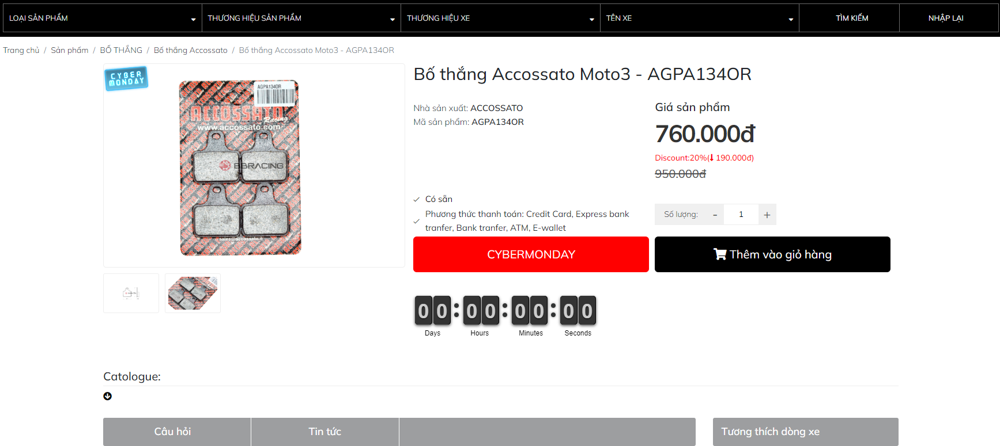 LOẠI SẢN PHẨM
THƯƠNG HIỆU SẢN PHẨM
THƯƠNG HIỆU XE
TÊN XE
TÌM KIẾM
NHẬP LẠI
Trang chủ / Sản phẩm / BỐ THẮNG / Bố thắng Accossato / Bố thắng Accossato Moto3 - AGPA134OR
CYBER
MONDAY
AGPA134OR
ACCOSSATO
Racing
www.accossato.com
BBRACING
sales@accossato.it
Bố thắng Accossato Moto3 - AGPA134OR
Nhà sản xuất: ACCOSSATO
Mã sản phẩm: AGPA134OR
Giá sản phẩm
760.000đ
Discount:20%(⬇ 190.000đ)
950.000đ
Có sẵn
Phương thức thanh toán: Credit Card, Express bank
tranfer, Bank tranfer, ATM, E-wallet
Số lượng: - 1 +
CYBERMONDAY
Thêm vào giỏ hàng
00:00:00:00
Days Hours Minutes Seconds
Catologue:
Câu hỏi
Tin tức
Tương thích dòng xe